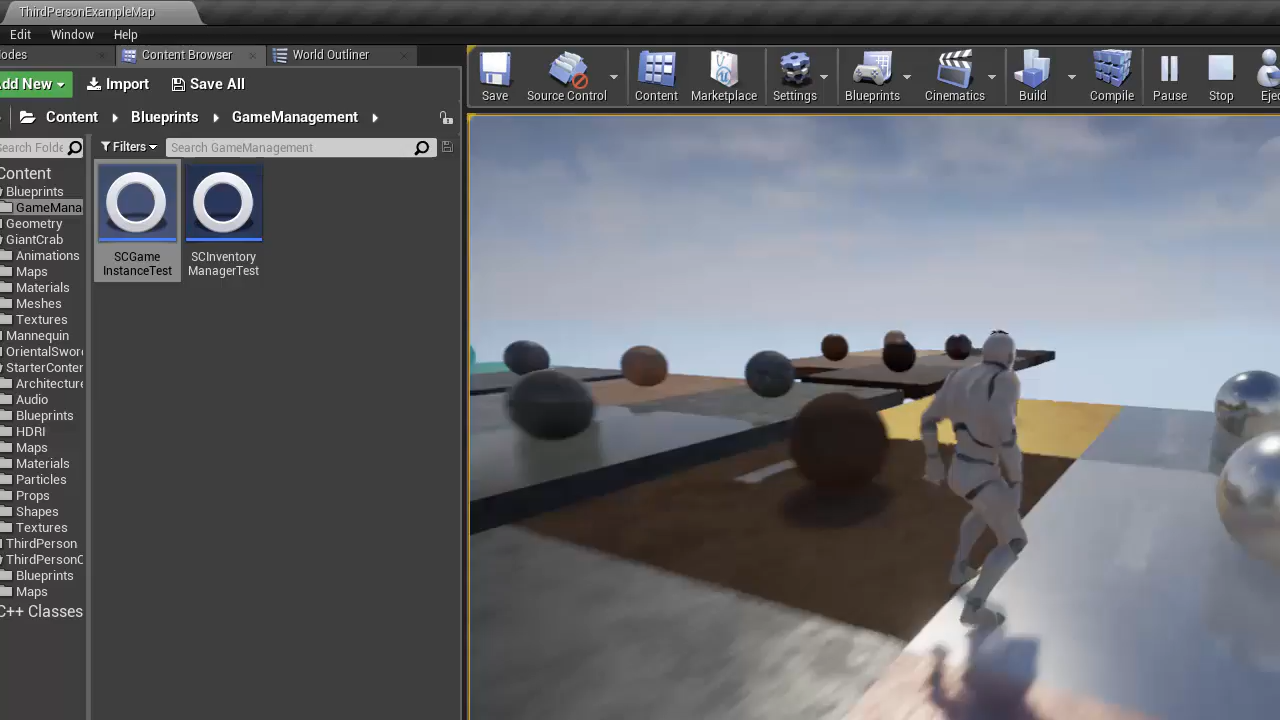 ThirdPersonExampleMap
Edit Window Help
odes Content Browser World Outliner
Add New Import Save All
Save Source Control Content Marketplace Settings Blueprints Cinematics Build Compile Pause Stop Ejec
Content Blueprints GameManagement
Search Folde Filters Search GameManagement
Content
Blueprints
GameMana
Geometry
GiantCrab
Animations
Maps
Materials
Meshes
Textures
Mannequin
OrientalSwor
StarterConter
Architecture
Audio
Blueprints
HDRI
Maps
Materials
Particles
Props
Shapes
Textures
ThirdPerson
ThirdPersonC
Blueprints
Maps
C++ Classes
SCGame
InstanceTest
SCInventory
ManagerTest